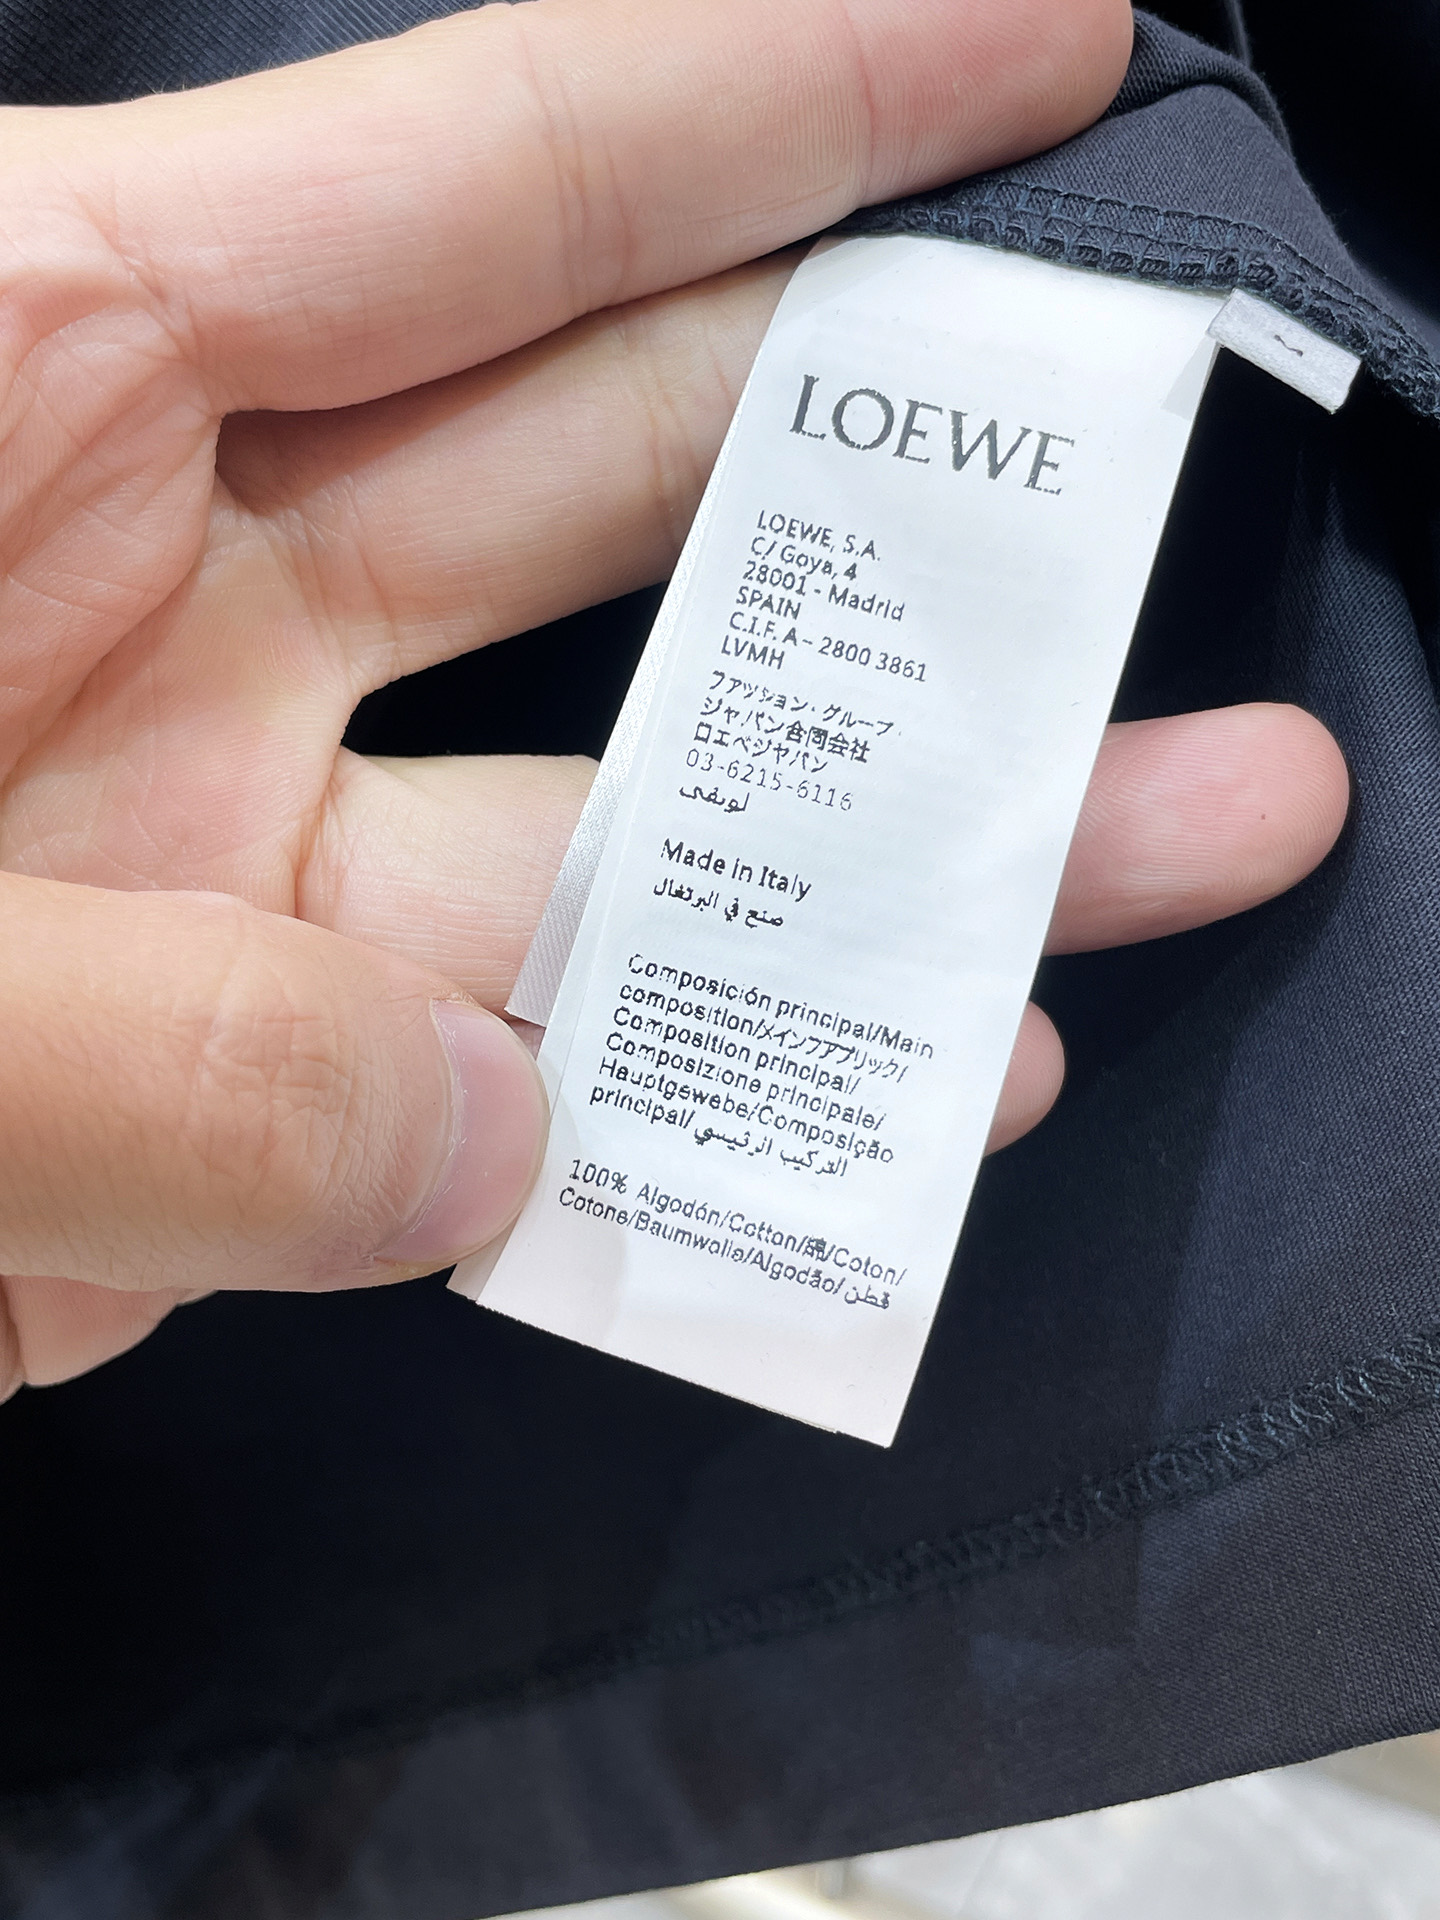 LOEWE
LOEWE, S.A.
C/ Goya, 4
28001 - Madrid
SPAIN
C.I.F. A - 2800 3861
LVMH
ファッション・グループ
ジャパン合同会社
ロエベジャパン
03-6215-6116
لويفي
Made in Italy
صنع في البرتغال
Composición principal/Main
composition/メインファブリック/
Composition principal/
Composizione principale/
Hauptgewebe/Composição
principal/التركيب الرئيسي
100% Algodón/Cotton/綿/Coton/
Cotone/Baumwolle/Algodão/قطن